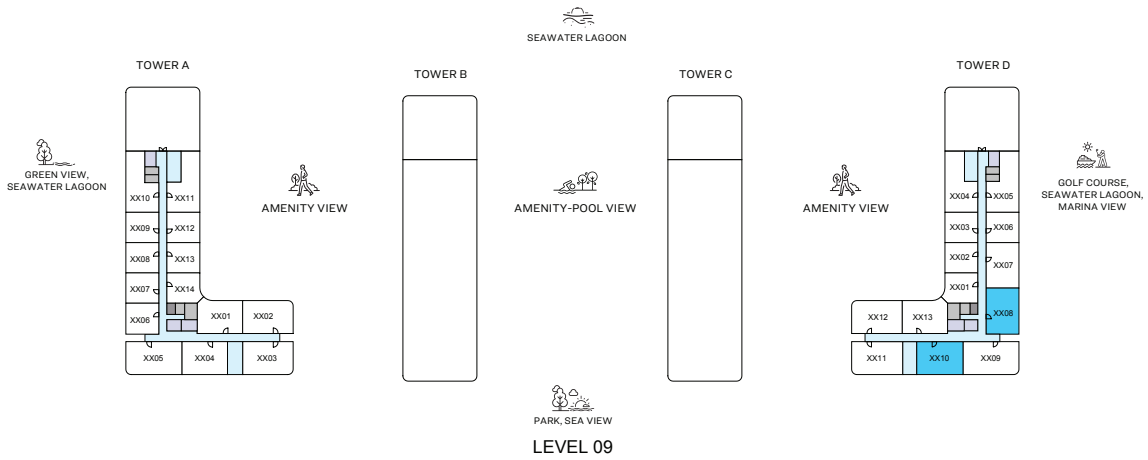 SEAWATER LAGOON
TOWER A
TOWER B
TOWER C
TOWER D
GREEN VIEW,
SEAWATER LAGOON
AMENITY VIEW
AMENITY-POOL VIEW
AMENITY VIEW
GOLF COURSE,
SEAWATER LAGOON,
MARINA VIEW
XX10
XX11
XX09
XX12
XX08
XX13
XX07
XX14
XX06
XX01
XX02
XX05
XX04
XX03
XX04
XX05
XX03
XX06
XX02
XX07
XX01
XX08
XX12
XX13
XX11
XX10
XX09
PARK, SEA VIEW
LEVEL 09